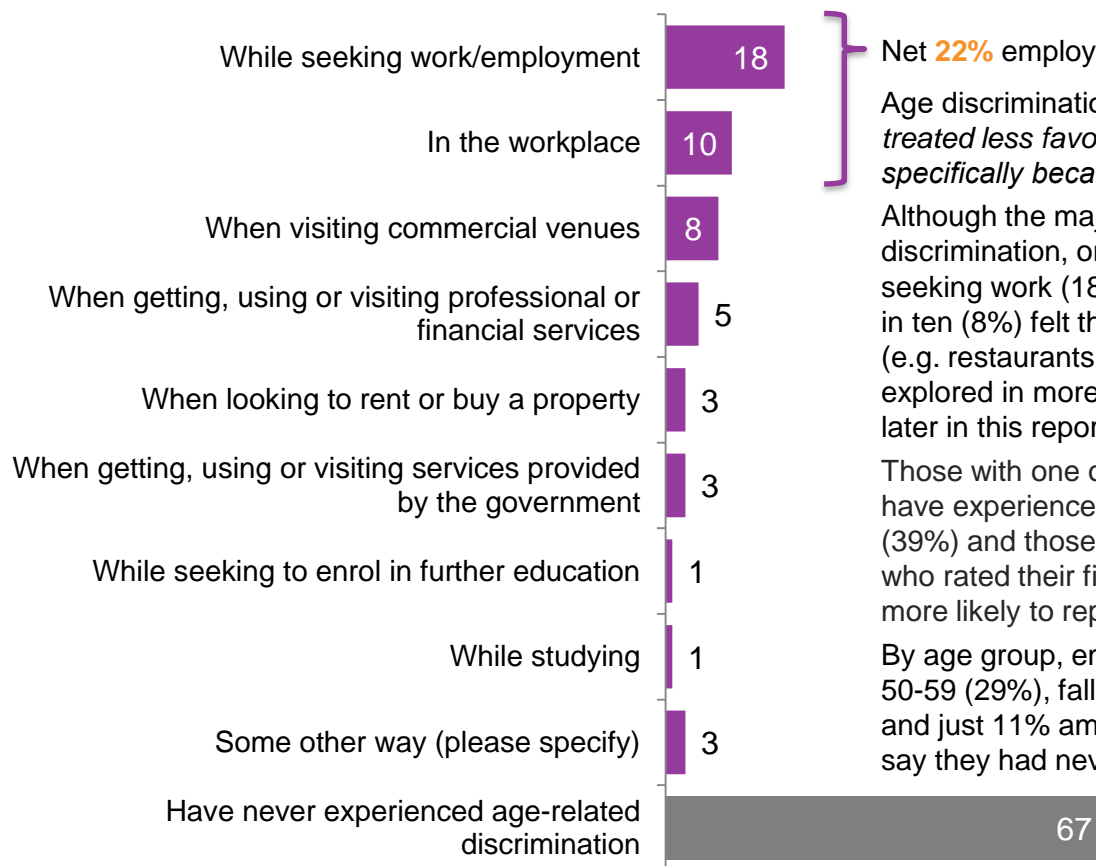 While seeking work/employment
18
In the workplace
10
When visiting commercial venues
8
When getting, using or visiting professional or
financial services
5
When looking to rent or buy a property
3
When getting, using or visiting services provided
by the government
3
While seeking to enrol in further education
1
While studying
1
Some other way (please specify)
3
Have never experienced age-related
discrimination
67
Net 22% employ
Age discriminatio
treated less favo
specifically beca
Although the maj
discrimination, or
seeking work (18
in ten (8%) felt th
(e.g. restaurants
explored in more
later in this repor
Those with one o
have experience
(39%) and those
who rated their fi
more likely to rep
By age group, en
50-59 (29%), fall
and just 11% am
say they had nev